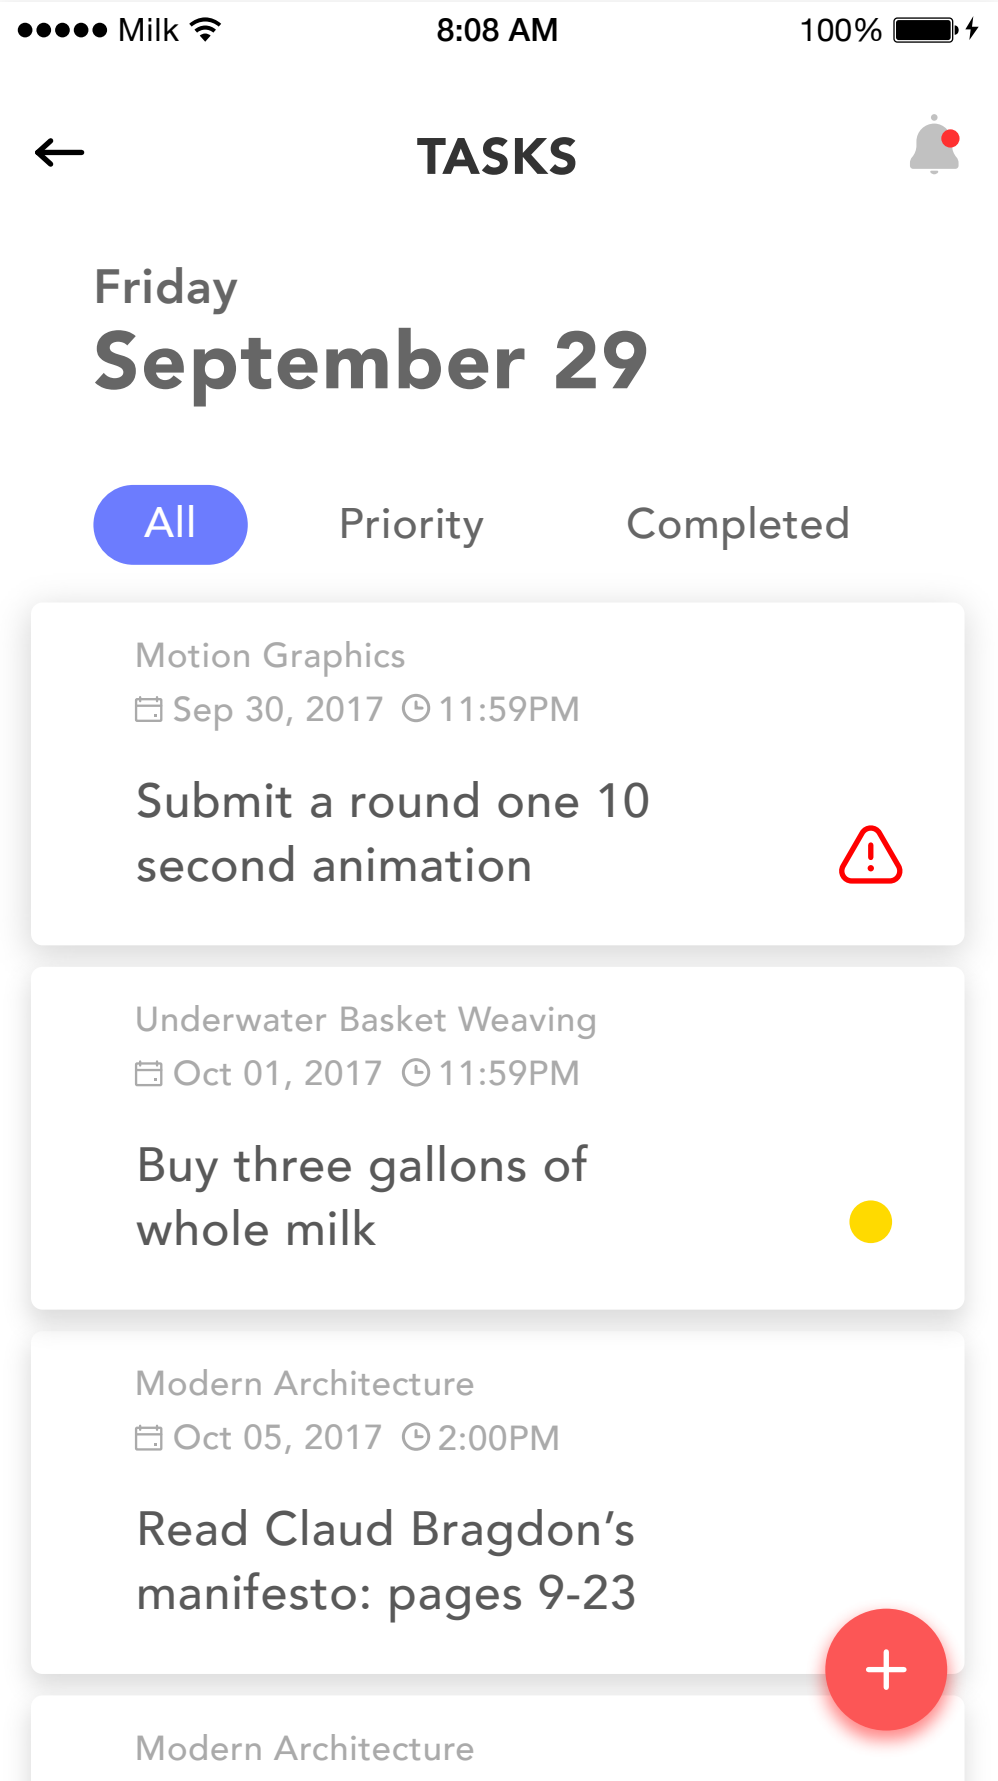 Milk 8:08 AM 100%
TASKS
Friday
September 29
All Priority Completed
Motion Graphics
Sep 30, 2017 11:59PM
Submit a round one 10
second animation
Underwater Basket Weaving
Oct 01, 2017 11:59PM
Buy three gallons of
whole milk
Modern Architecture
Oct 05, 2017 2:00PM
Read Claud Bragdon’s
manifesto: pages 9-23
Modern Architecture